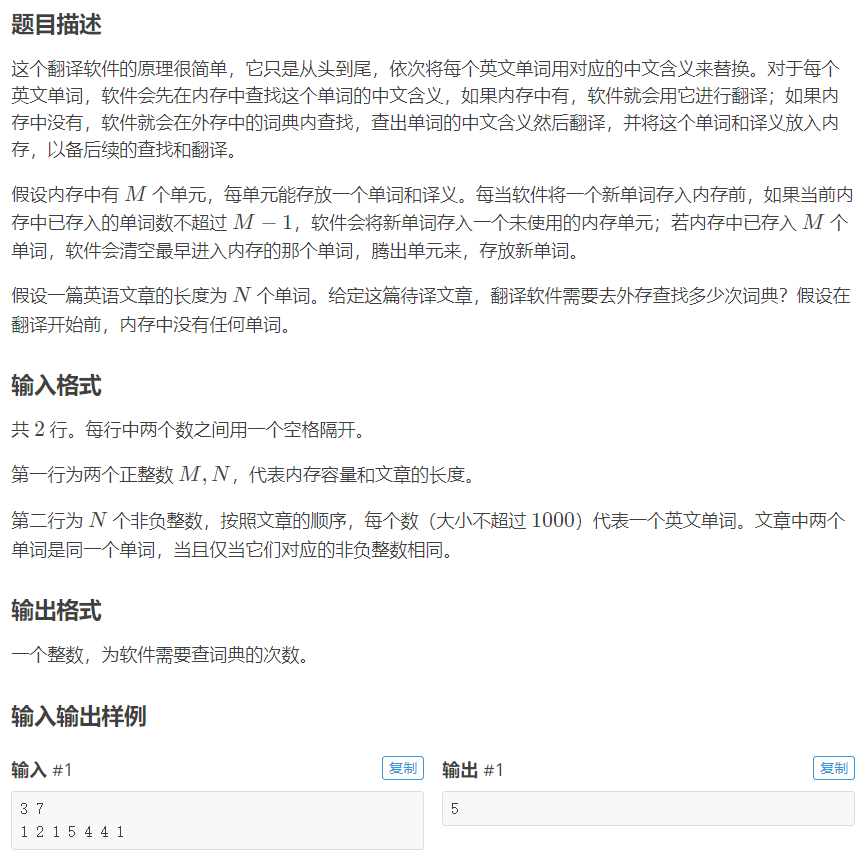 题目描述
这个翻译软件的原理很简单，它只是从头到尾，依次将每个英文单词用对应的中文含义来替换。对于每个
英文单词，软件会先在内存中查找这个单词的中文含义，如果内存中有，软件就会用它进行翻译；如果内
存中没有，软件就会在外存中的词典内查找，查出单词的中文含义然后翻译，并将这个单词和译义放入内
存，以备后续的查找和翻译。
假设内存中有 M 个单元，每单元能存放一个单词和译义。每当软件将一个新单词存入内存前，如果当前内
存中已存入的单词数不超过 M − 1，软件会将新单词存入一个未使用的内存单元；若内存中已存入 M 个
单词，软件会清空最早进入内存的那个单词，腾出单元来，存放新单词。
假设一篇英语文章的长度为 N 个单词。给定这篇待译文章，翻译软件需要去外存查找多少次词典？假设在
翻译开始前，内存中没有任何单词。
输入格式
共 2 行。每行中两个数之间用一个空格隔开。
第一行为两个正整数 M, N，代表内存容量和文章的长度。
第二行为 N 个非负整数，按照文章的顺序，每个数（大小不超过 1000）代表一个英文单词。文章中两个
单词是同一个单词，当且仅当它们对应的非负整数相同。
输出格式
一个整数，为软件需要查词典的次数。
输入输出样例
输入 #1 复制
3 7
1 2 1 5 4 4 1
输出 #1 复制
5